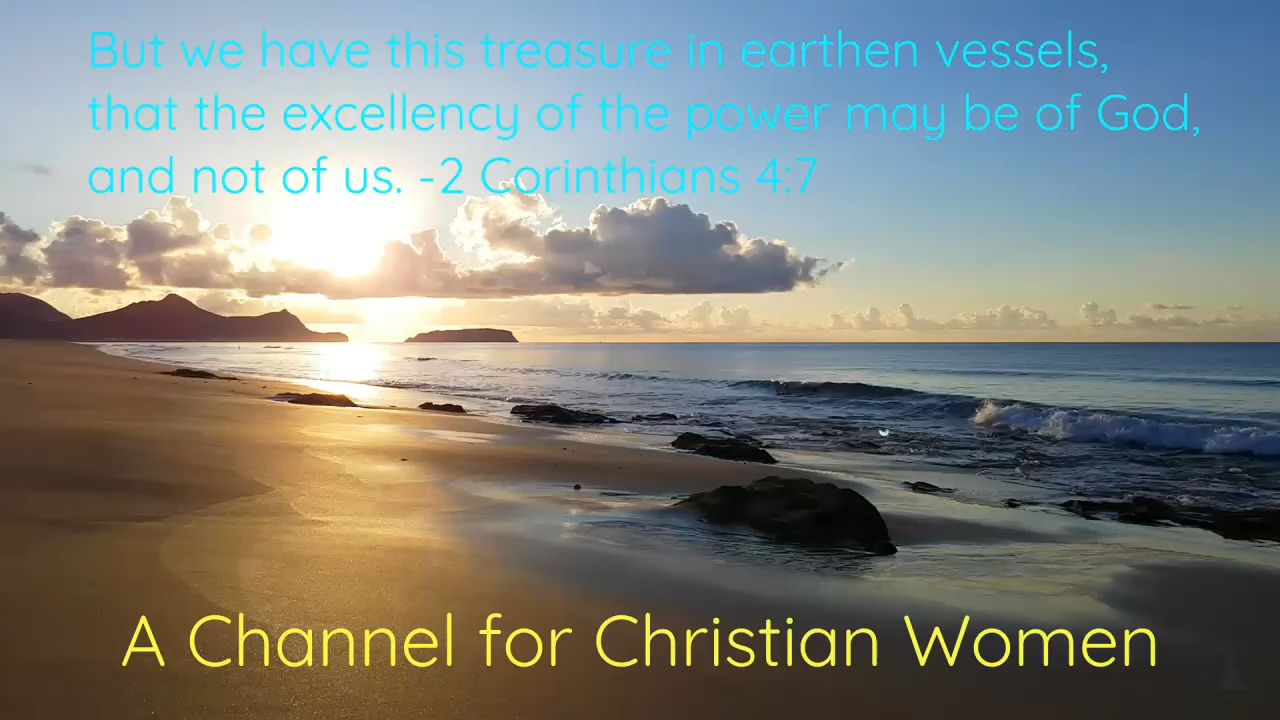 But we have this treasure in earthen vessels,
that the excellency of the power may be of God,
and not of us. -2 Corinthians 4:7
A Channel for Christian Women